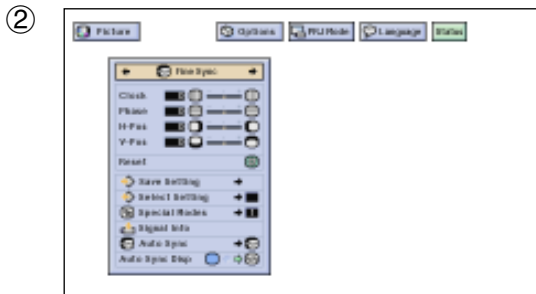 ②
Picture Options PJ Mode Language Status
Fine Sync
Clock
Phase
H-Pos
V-Pos
Reset
Save Setting
Select Setting
Special Modes
Signal Info
Auto Sync
Auto Sync Disp